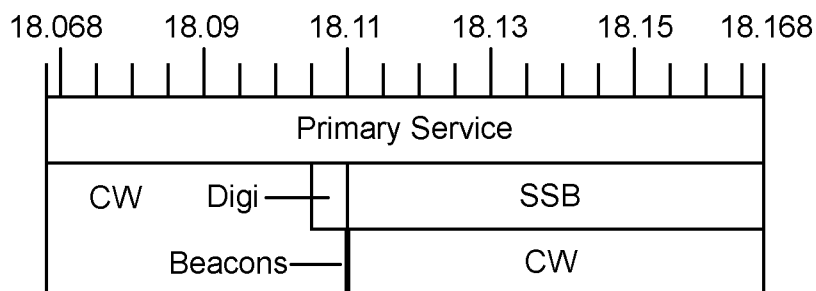 18.068 18.09 18.11 18.13 18.15 18.168
Primary Service
CW Digi SSB
Beacons CW